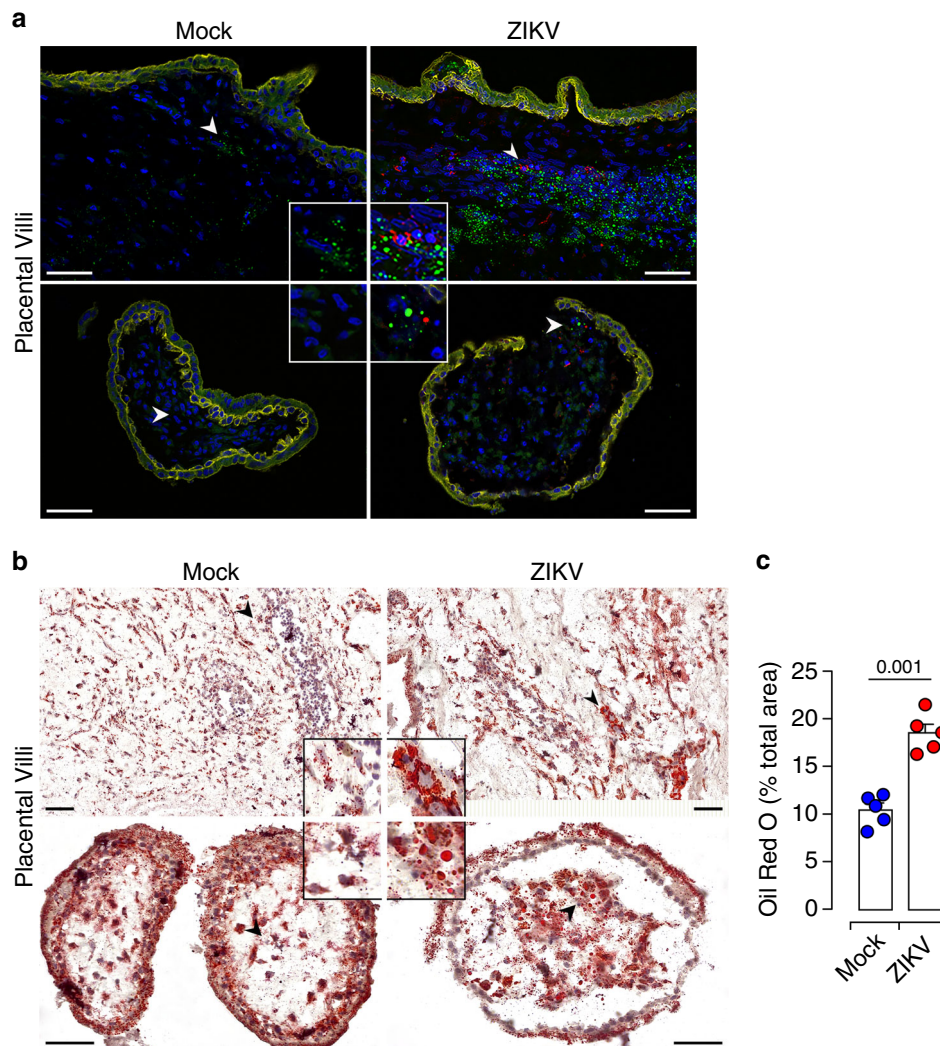 a
Mock
ZIKV
Placental Villi
b
Mock
ZIKV
Placental Villi
c
Oil Red O (% total area)
25
20
15
10
5
0
0.001
Mock
ZIKV